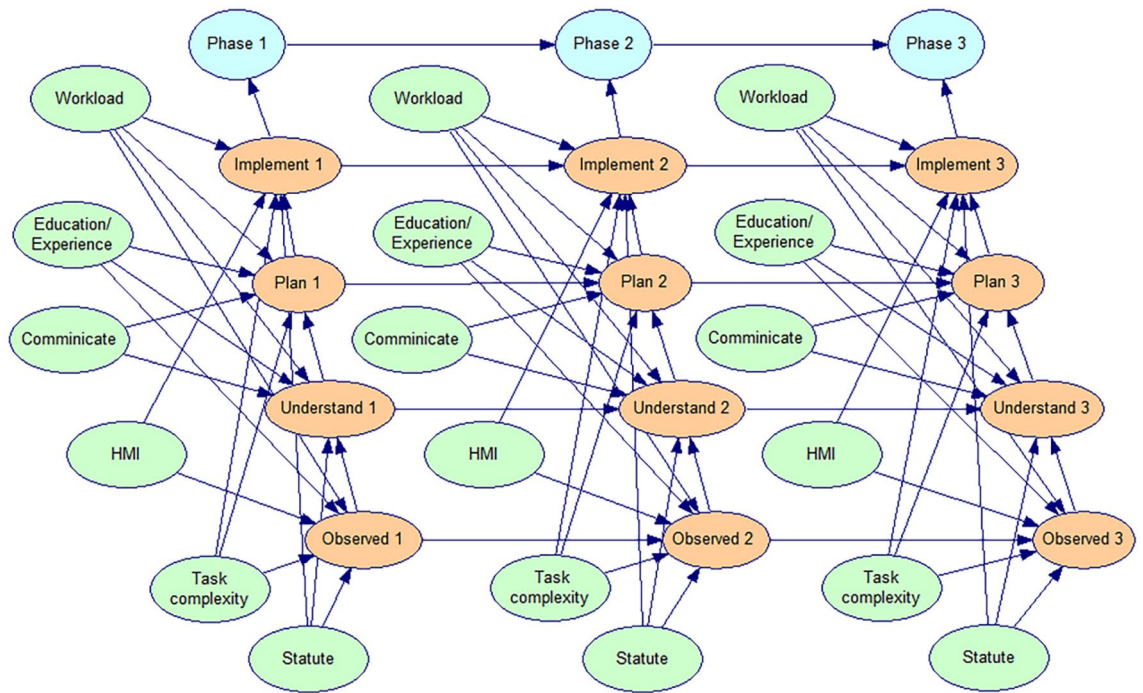 Phase 1
Phase 2
Phase 3
Workload
Workload
Workload
Implement 1
Implement 2
Implement 3
Education/
Experience
Education/
Experience
Education/
Experience
Plan 1
Plan 2
Plan 3
Comminicate
Comminicate
Comminicate
Understand 1
Understand 2
Understand 3
HMI
HMI
HMI
Observed 1
Observed 2
Observed 3
Task
complexity
Task
complexity
Task
complexity
Statute
Statute
Statute